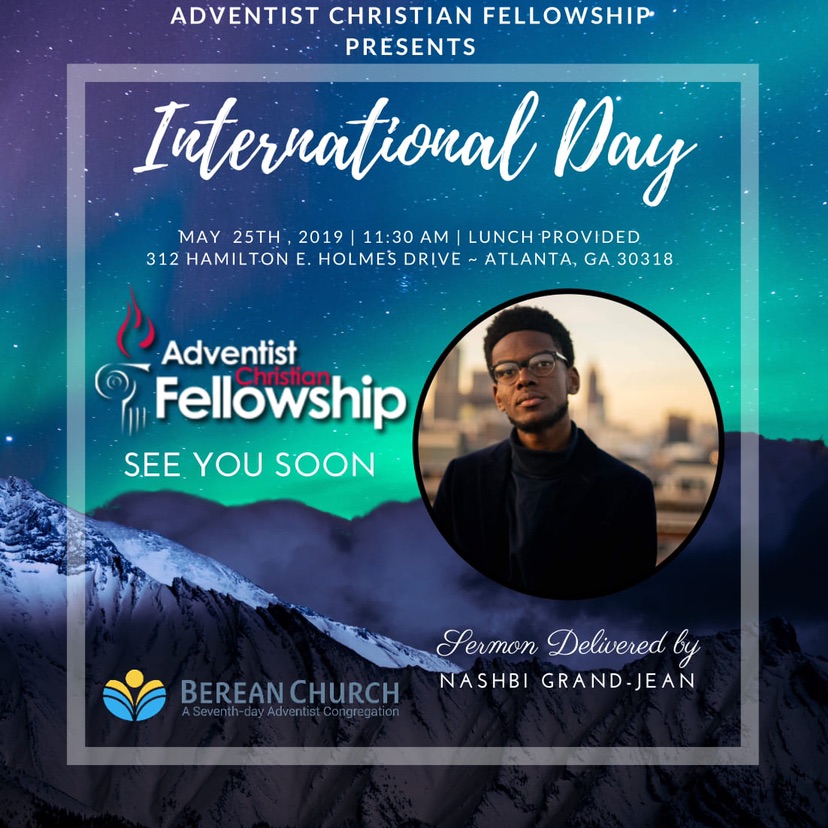 ADVENTIST CHRISTIAN FELLOWSHIP
PRESENTS
International Day
MAY 25TH , 2019 | 11:30 AM | LUNCH PROVIDED
312 HAMILTON E. HOLMES DRIVE ~ ATLANTA, GA 30318
Adventist
Christian
Fellowship
SEE YOU SOON
Sermon Delivered by
NASHBI GRAND-JEAN
BEREAN CHURCH
A Seventh-day Adventist Congregation